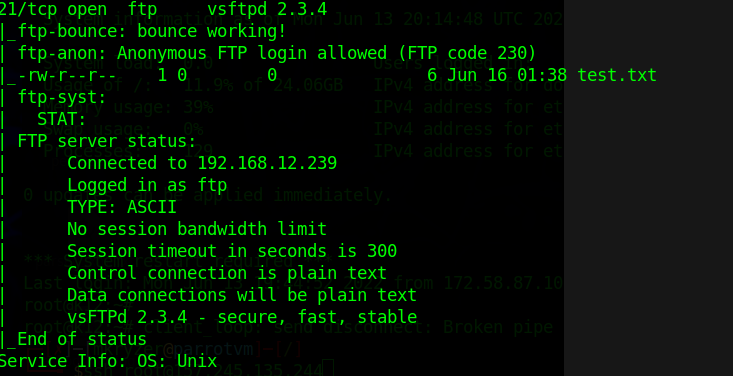 21/tcp open  ftp     vsftpd 2.3.4
|_ftp-bounce: bounce working!
| ftp-anon: Anonymous FTP login allowed (FTP code 230)
|_-rw-r--r--    1 0        0               6 Jun 16 01:38 test.txt
| ftp-syst:
|   STAT:
| FTP server status:
|      Connected to 192.168.12.239
|      Logged in as ftp
|      TYPE: ASCII
|      No session bandwidth limit
|      Session timeout in seconds is 300
|      Control connection is plain text
|      Data connections will be plain text
|      vsFTPd 2.3.4 - secure, fast, stable
|_End of status
Service Info: OS: Unix